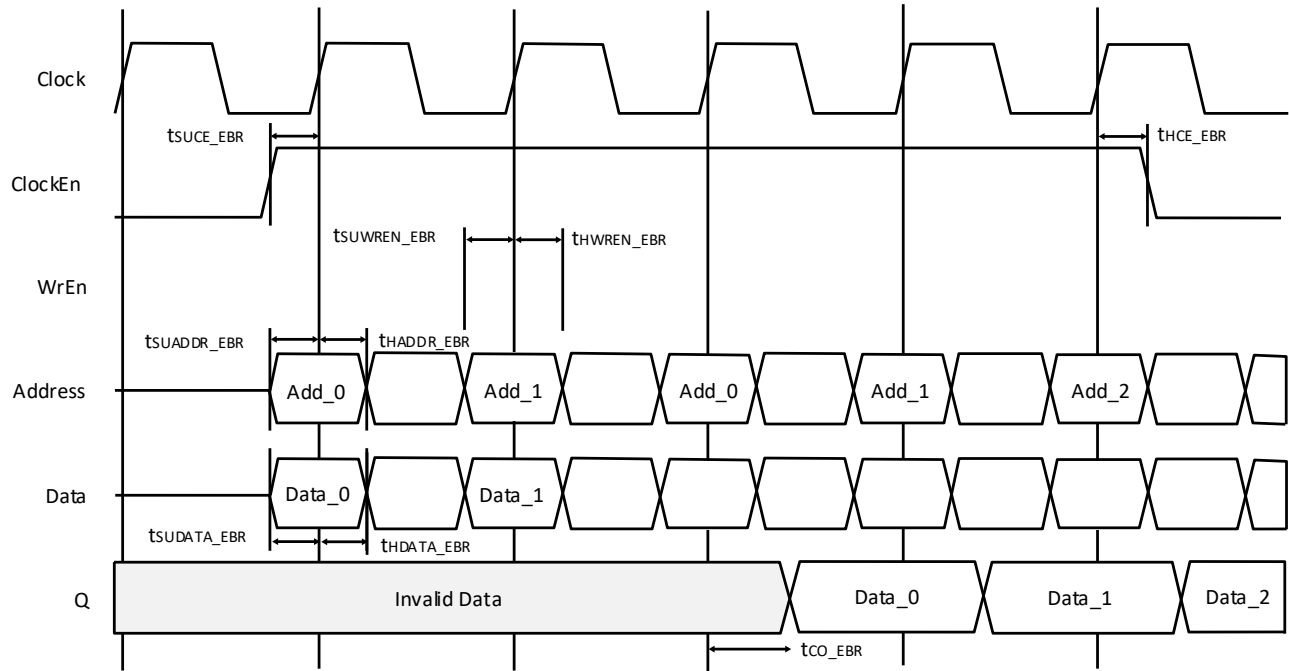 Clock
tSUCE_EBR
tHCE_EBR
ClockEn
tSUWREN_EBR
tHWREN_EBR
WrEn
tSUADDR_EBR
tHADDR_EBR
Address
Add_0
Add_1
Add_0
Add_1
Add_2
Data
Data_0
Data_1
tSUDATA_EBR
tHDATA_EBR
Q
Invalid Data
Data_0
Data_1
Data_2
tCO_EBR